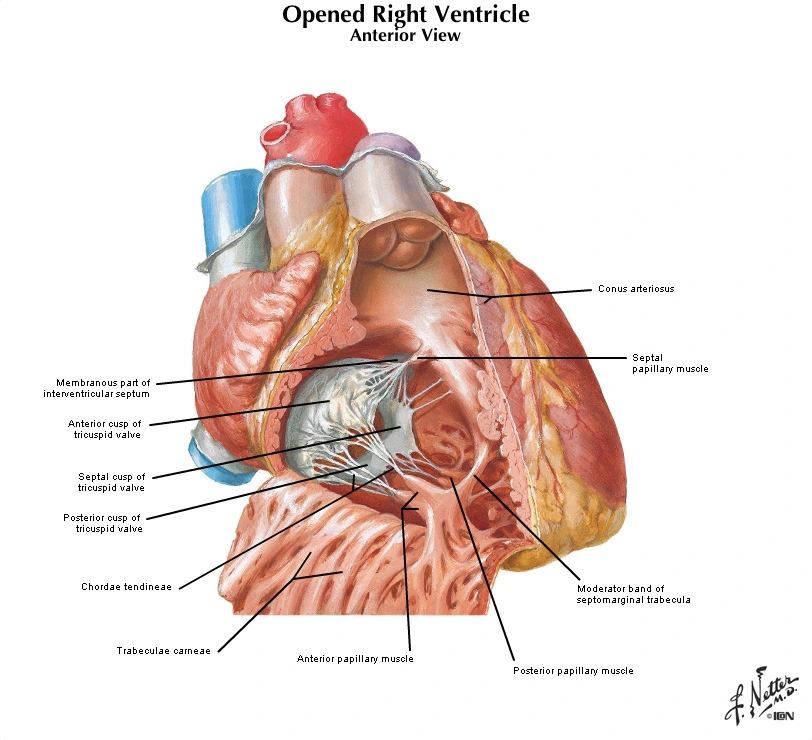 Opened Right Ventricle
Anterior View
Conus arteriosus
Septal
papillary muscle
Membranous part of
interventricular septum
Anterior cusp of
tricuspid valve
Septal cusp of
tricuspid valve
Posterior cusp of
tricuspid valve
Chordae tendineae
Moderator band of
septomarginal trabecula
Trabeculae carneae
Anterior papillary muscle
Posterior papillary muscle
F. Netter
M.D.
©ICON